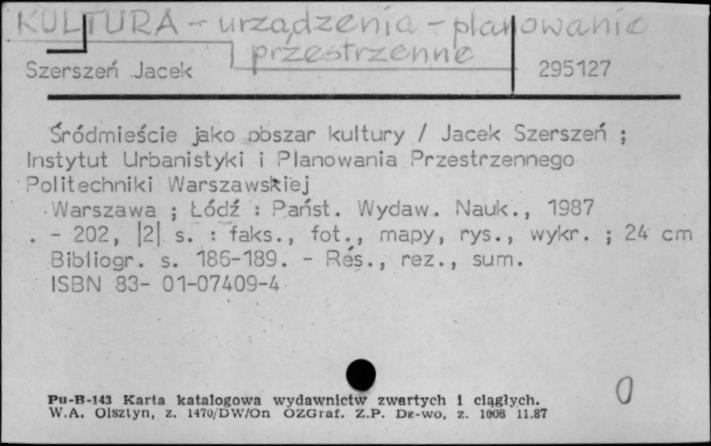 KULTURA - urządzenia - planowanie
przestrzenne
Szerszeń Jacek 295127
Śródmieście jako obszar kultury / Jacek Szerszeń ;
Instytut Urbanistyki i Planowania Przestrzennego
Politechniki Warszawskiej
Warszawa ; Łódź : Państ. Wydaw. Nauk., 1987
. - 202, |2| s. : faks., fot., mapy, rys., wykr. ; 24 cm
Bibliogr. s. 186-189. - Res., rez., sum.
ISBN 83- 01-07409-4
Pu-B-143 Karta katalogowa wydawnictw zwartych i ciągłych. 0
W.A. Olsztyn, z. 1470/DW/On OZGraf. Z.P. Dz-wo, z. 1006 11.87